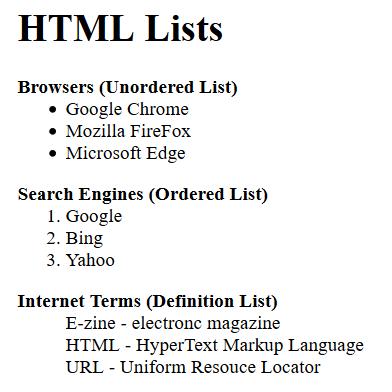 HTML Lists
Browsers (Unordered List)
• Google Chrome
• Mozilla FireFox
• Microsoft Edge
Search Engines (Ordered List)
1. Google
2. Bing
3. Yahoo
Internet Terms (Definition List)
E-zine - electronc magazine
HTML - HyperText Markup Language
URL - Uniform Resouce Locator